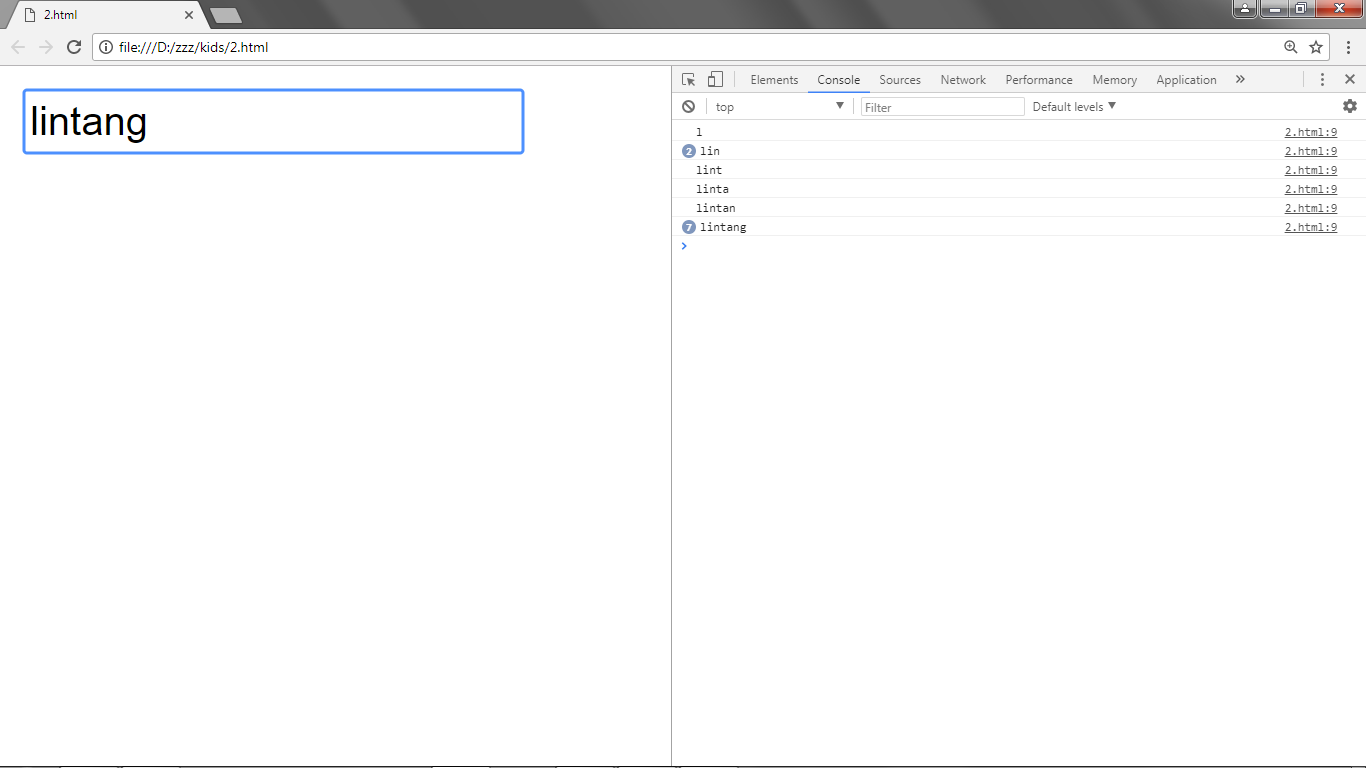 2.html
file:///D:/zzz/kids/2.html
lintang
Elements Console Sources Network Performance Memory Application »
top Filter Default levels
l 2.html:9
2 lin 2.html:9
lint 2.html:9
linta 2.html:9
lintan 2.html:9
7 lintang 2.html:9